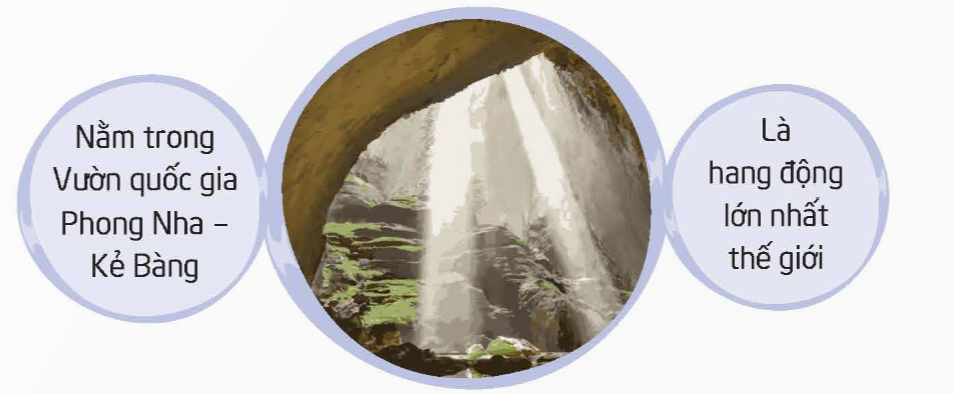 Nằm trong
Vườn quốc gia
Phong Nha –
Kẻ Bàng
Là
hang động
lớn nhất
thế giới